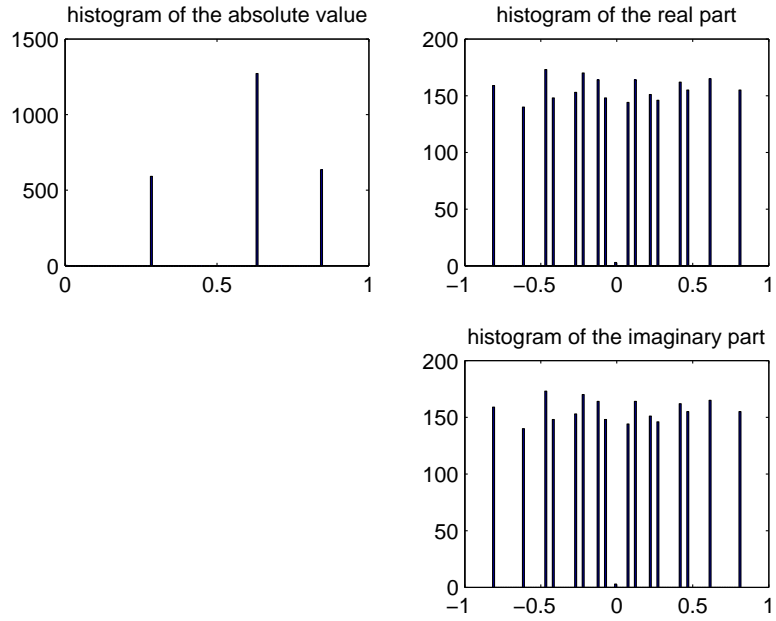 histogram of the absolute value
1500
1000
500
0
0 0.5 1
histogram of the real part
200
150
100
50
0
−1 −0.5 0 0.5 1
histogram of the imaginary part
200
150
100
50
0
−1 −0.5 0 0.5 1